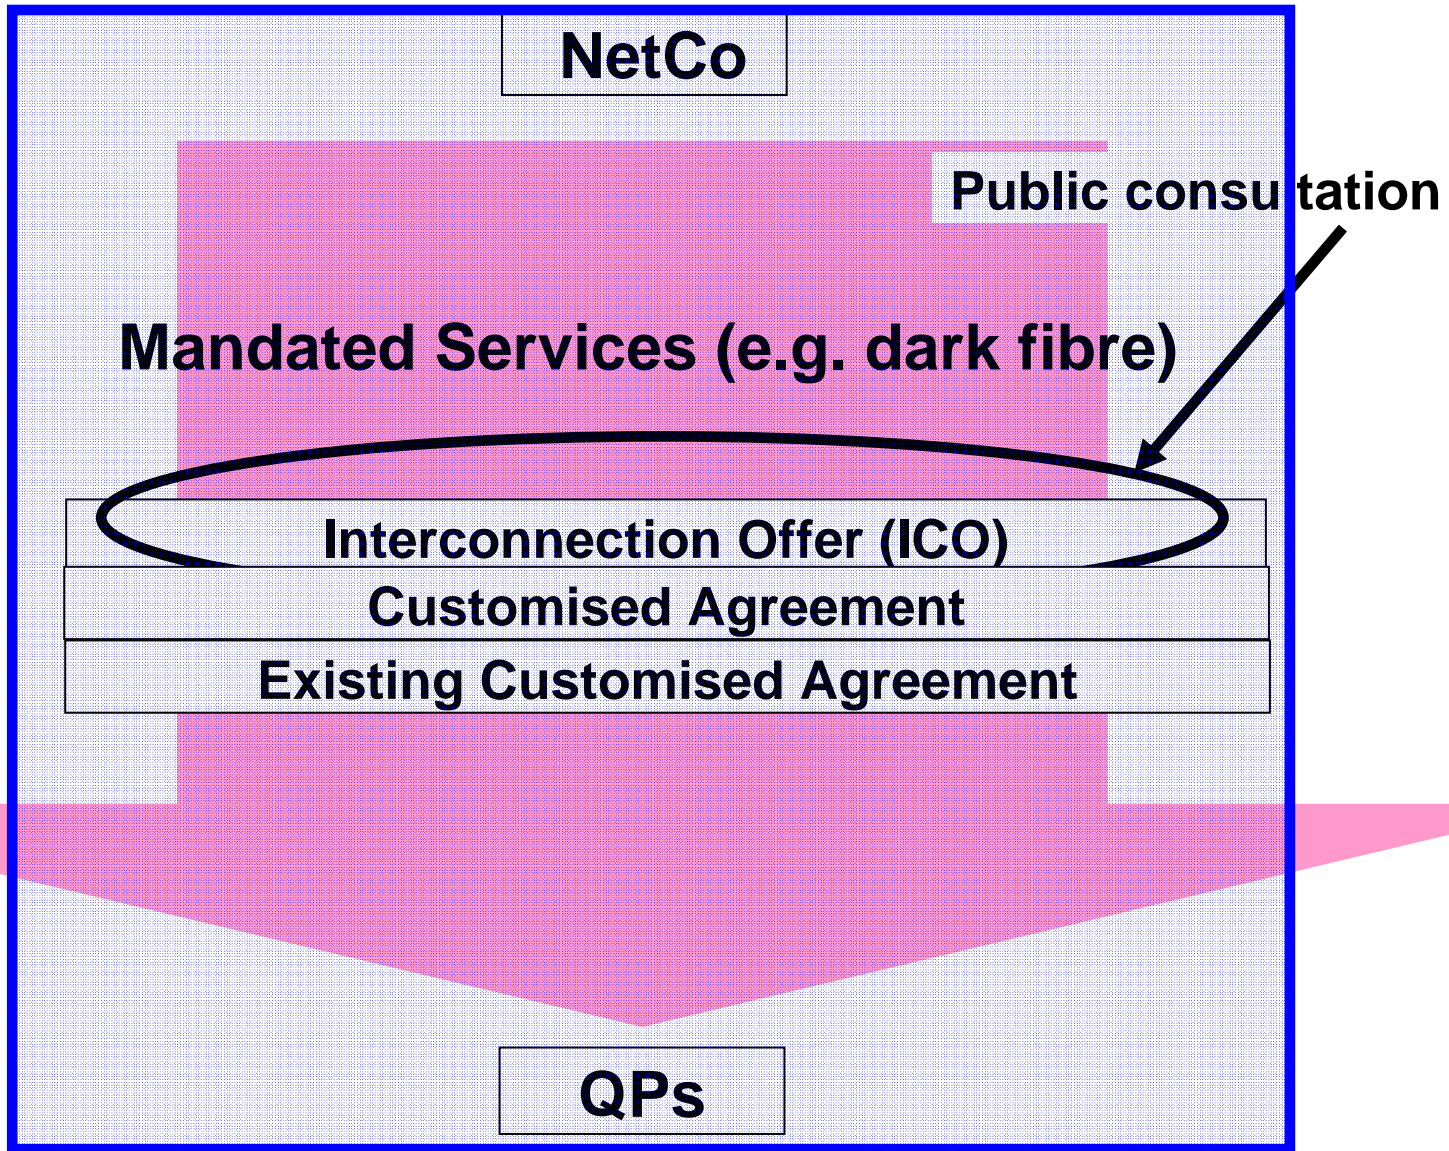 NetCo
Public consultation
Mandated Services (e.g. dark fibre)
Interconnection Offer (ICO)
Customised Agreement
Existing Customised Agreement
QPs